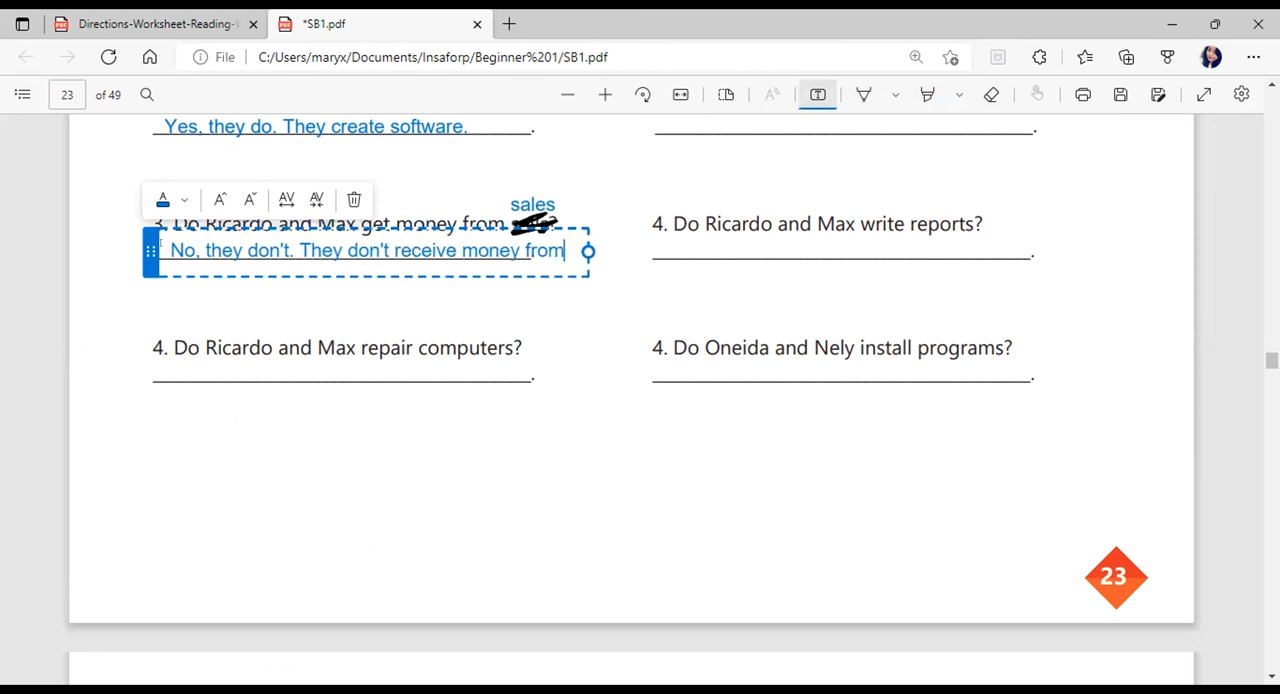 Directions-Worksheet-Reading-W
*SB1.pdf
File
C:/Users/maryx/Documents/Insaforp/Beginner%201/SB1.pdf
23 of 49
Yes, they do. They create software.
sales
3. Do Ricardo and Max get money from
4. Do Ricardo and Max write reports?
No, they don't. They don't receive money from
4. Do Ricardo and Max repair computers?
4. Do Oneida and Nely install programs?
23